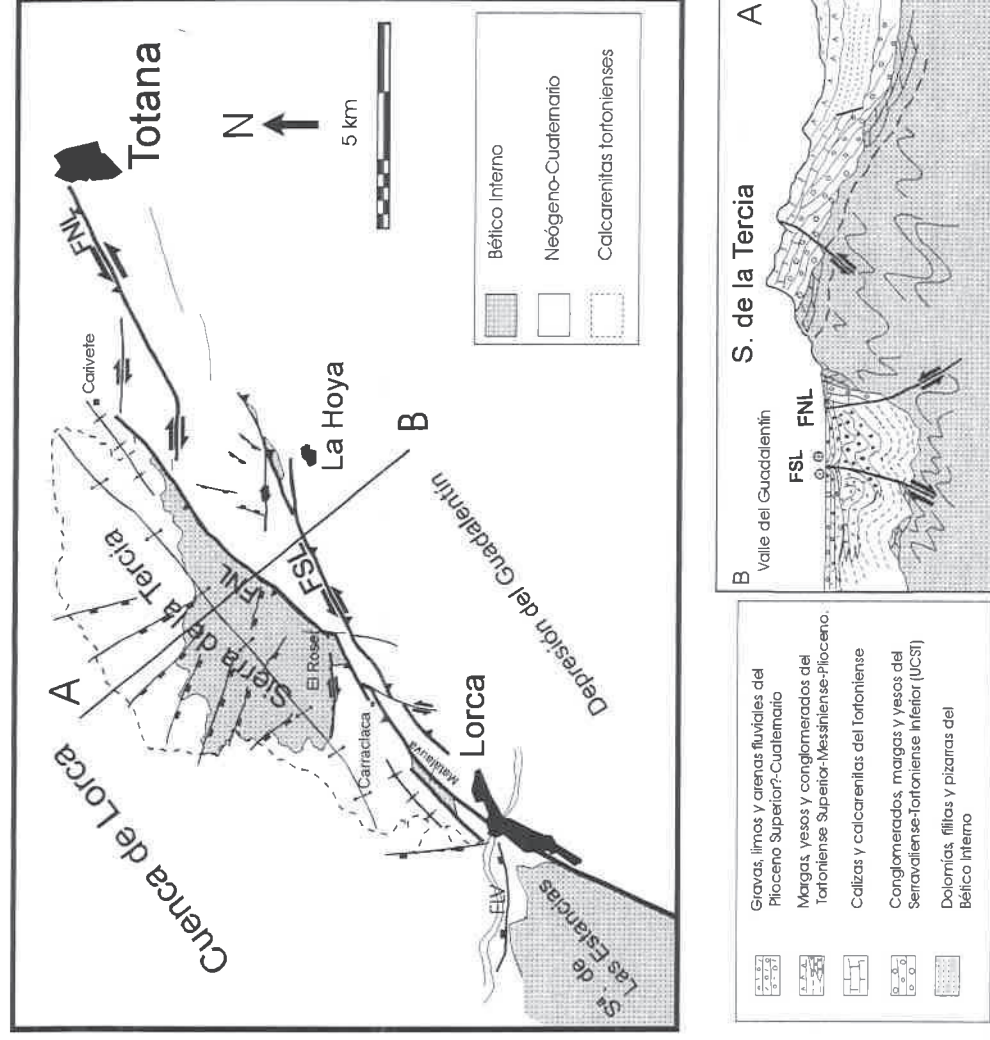 Totana
N
5 km
FNL
Carivete
La Hoya
A
Cuenca de Lorca
Sierra de la Tercia
FNL
FSL
B
El Rosel
Carraclaca
Depresión del Guadalentín
Lorca
FLV
Sª. de
Las Estancias
Bético Interno
Neógeno-Cuaternario
Calcarenitas tortonienses
B
Valle del Guadalentín
S. de la Tercia
A
FSL
FNL
Gravas, limos y arenas fluviales del
Plioceno Superior?-Cuaternario
Margas, yesos y conglomerados del
Tortoniense Superior-Messiniense-Plioceno.
Calizas y calcarenitas del Tortoniense
Conglomerados, margas y yesos del
Serravaliense-Tortoniense Inferior (UCST)
Dolomías, filitas y pizarras del
Bético Interno